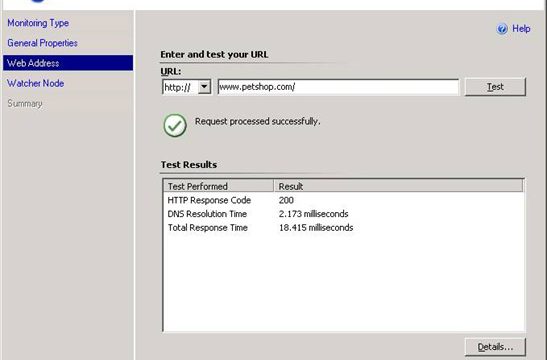 Monitoring Type
General Properties
Web Address
Watcher Node
Summary
Help
Enter and test your URL
URL:
http:// www.petshop.com/ Test
Request processed successfully.
Test Results
Test Performed Result
HTTP Response Code 200
DNS Resolution Time 2.173 milliseconds
Total Response Time 18.415 milliseconds
Details...